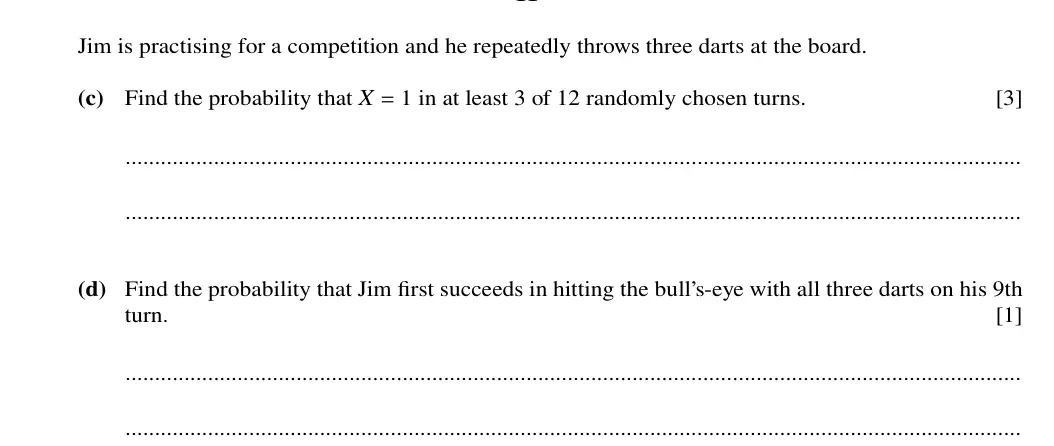 Jim is practising for a competition and he repeatedly throws three darts at the board.
(c) Find the probability that X = 1 in at least 3 of 12 randomly chosen turns. [3]
(d) Find the probability that Jim first succeeds in hitting the bull’s-eye with all three darts on his 9th
turn. [1]